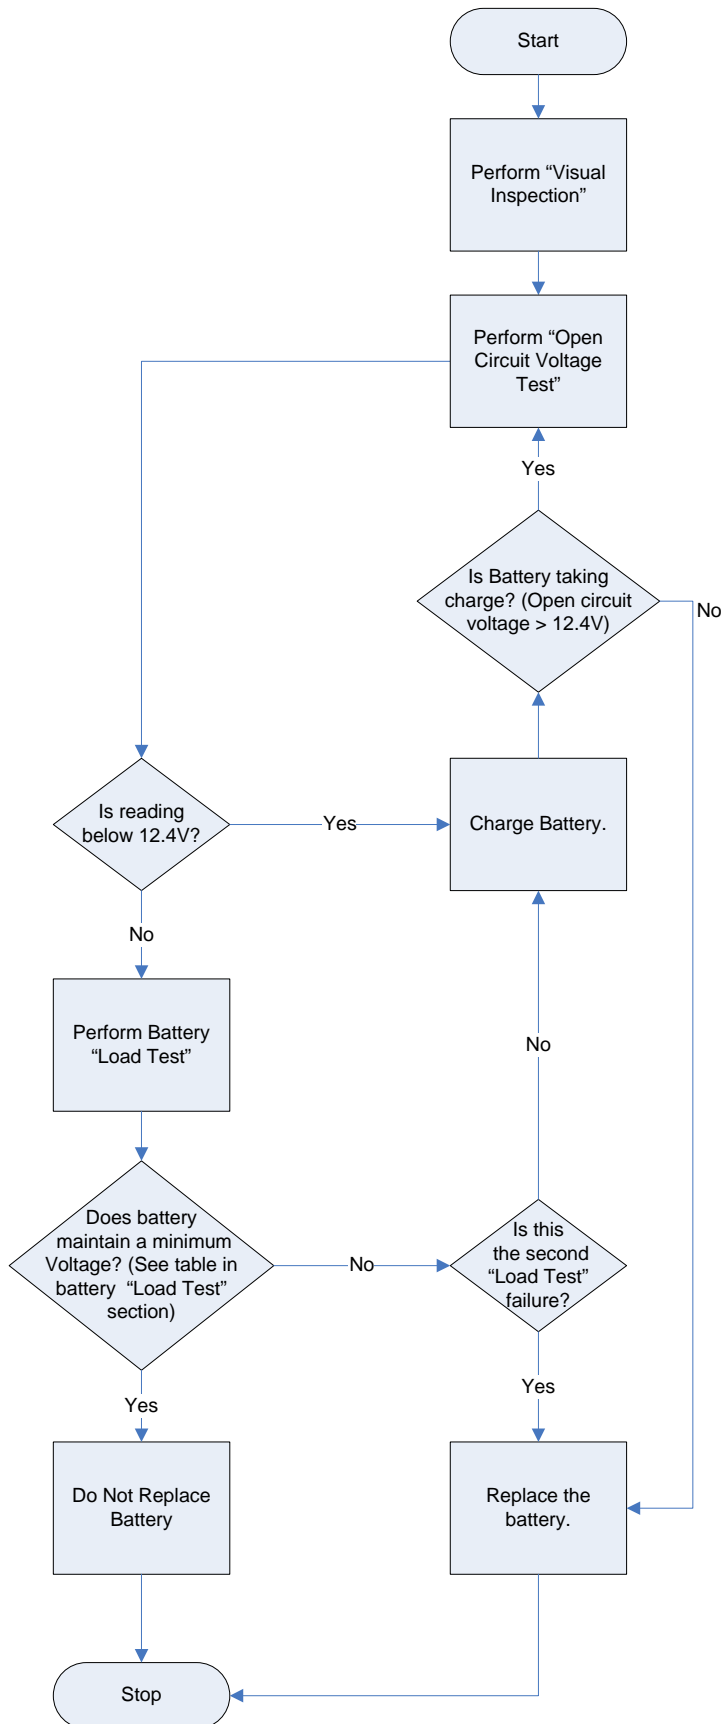 Start
Perform “Visual
Inspection”
Perform “Open
Circuit Voltage
Test”
Yes
Is Battery taking
charge? (Open circuit
voltage > 12.4V)
No
Is reading
below 12.4V?
Yes
Charge Battery.
No
Perform Battery
“Load Test”
No
Does battery
maintain a minimum
Voltage? (See table in
battery “Load Test”
section)
No
Is this
the second
“Load Test”
failure?
Yes
Yes
Do Not Replace
Battery
Replace the
battery.
Stop